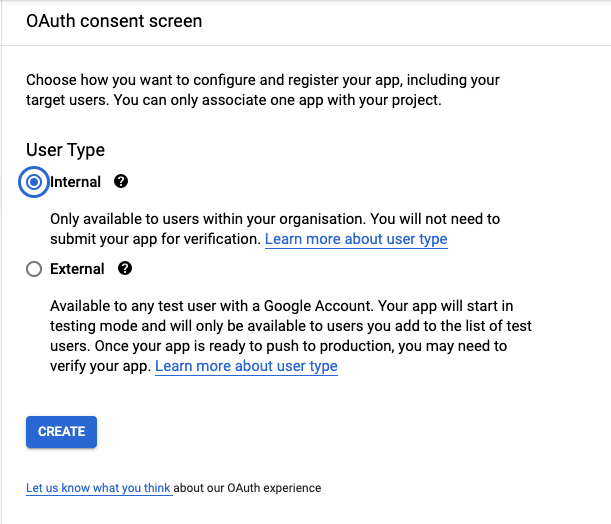 OAuth consent screen
Choose how you want to configure and register your app, including your
target users. You can only associate one app with your project.
User Type
Internal
Only available to users within your organisation. You will not need to
submit your app for verification. Learn more about user type
External
Available to any test user with a Google Account. Your app will start in
testing mode and will only be available to users you add to the list of test
users. Once your app is ready to push to production, you may need to
verify your app. Learn more about user type
CREATE
Let us know what you think about our OAuth experience